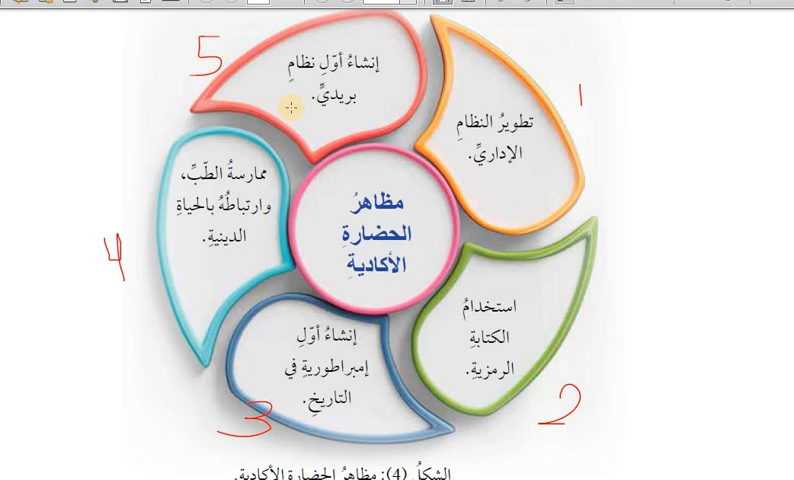 مظاهرُ
الحضارةِ
الأكاديةِ
1
تطويرُ النظامِ
الإداريِّ.
2
استخدامُ
الكتابةِ
الرمزيةِ.
3
إنشاءُ أوّلِ
إمبراطوريةٍ في
التاريخِ.
4
ممارسةُ الطّبِّ،
وارتباطُهُ بالحياةِ
الدينيةِ.
5
إنشاءُ أوّلِ نظامٍ
بريديٍّ.
الشكلُ (4): مظاهرُ الحضارةِ الأكاديةِ.